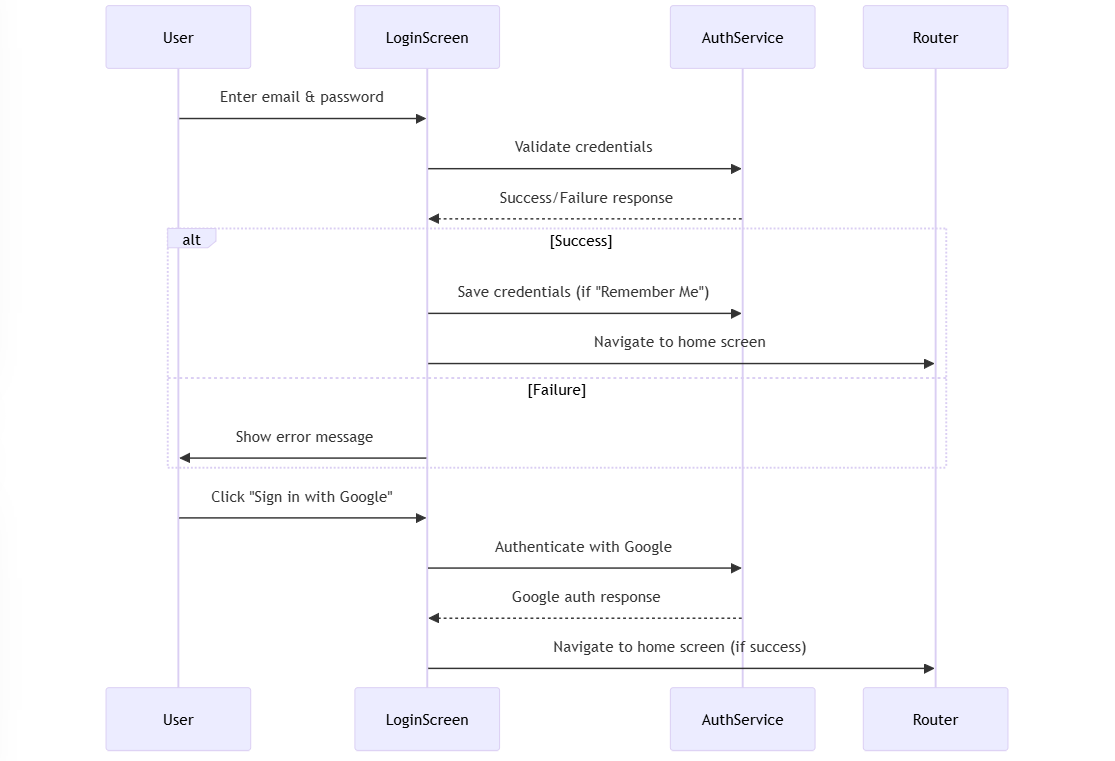 User
LoginScreen
AuthService
Router
Enter email & password
Validate credentials
Success/Failure response
alt
[Success]
Save credentials (if "Remember Me")
Navigate to home screen
[Failure]
Show error message
Click "Sign in with Google"
Authenticate with Google
Google auth response
Navigate to home screen (if success)
User
LoginScreen
AuthService
Router